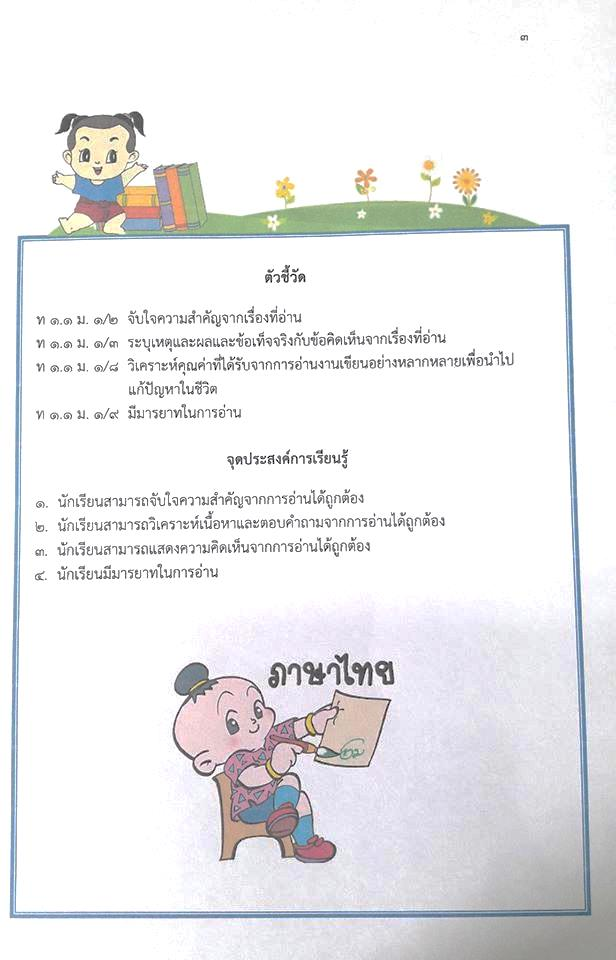 ๓
ตัวชี้วัด
ท ๑.๑ ม. ๑/๒ จับใจความสำคัญจากเรื่องที่อ่าน
ท ๑.๑ ม. ๑/๓ ระบุเหตุและผลและข้อเท็จจริงกับข้อคิดเห็นจากเรื่องที่อ่าน
ท ๑.๑ ม. ๑/๘ วิเคราะห์คุณค่าที่ได้รับจากการอ่านงานเขียนอย่างหลากหลายเพื่อนำไป
แก้ปัญหาในชีวิต
ท ๑.๑ ม. ๑/๙ มีมารยาทในการอ่าน
จุดประสงค์การเรียนรู้
๑. นักเรียนสามารถจับใจความสำคัญจากการอ่านได้ถูกต้อง
๒. นักเรียนสามารถวิเคราะห์เนื้อหาและตอบคำถามจากการอ่านได้ถูกต้อง
๓. นักเรียนสามารถแสดงความคิดเห็นจากการอ่านได้ถูกต้อง
๔. นักเรียนมีมารยาทในการอ่าน
ภาษาไทย